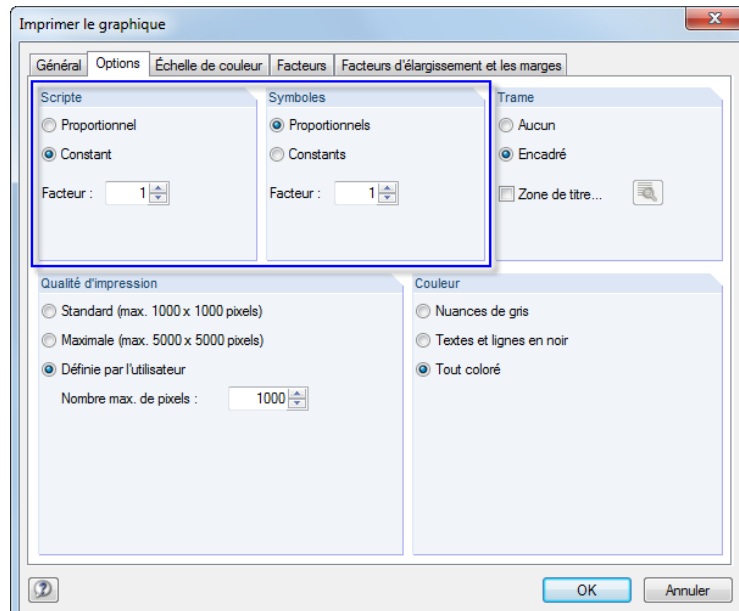 Imprimer le graphique
x
Général Options Échelle de couleur Facteurs Facteurs d'élargissement et les marges
Scripte
Proportionnel
Constant
Facteur : 1
Symboles
Proportionnels
Constants
Facteur : 1
Trame
Aucun
Encadré
Zone de titre...
Qualité d'impression
Standard (max. 1000 x 1000 pixels)
Maximale (max. 5000 x 5000 pixels)
Définie par l'utilisateur
Nombre max. de pixels : 1000
Couleur
Nuances de gris
Textes et lignes en noir
Tout coloré
?
OK Annuler